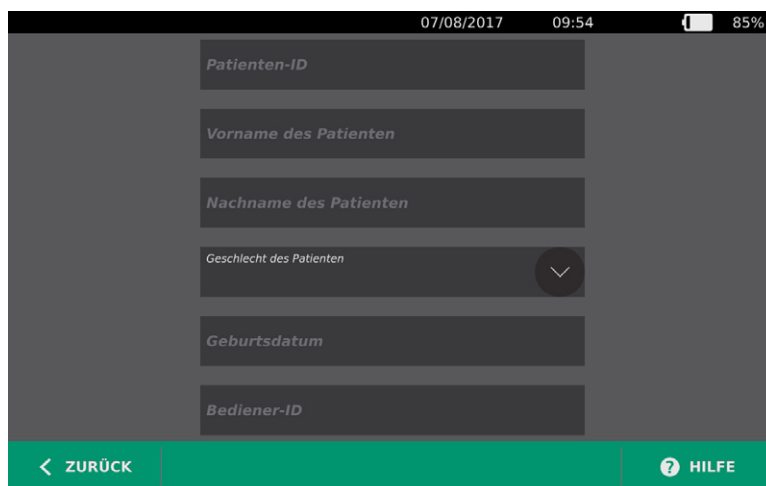 07/08/2017 09:54 85%
Patienten-ID
Vorname des Patienten
Nachname des Patienten
Geschlecht des Patienten
Geburtsdatum
Bediener-ID
ZURÜCK ? HILFE